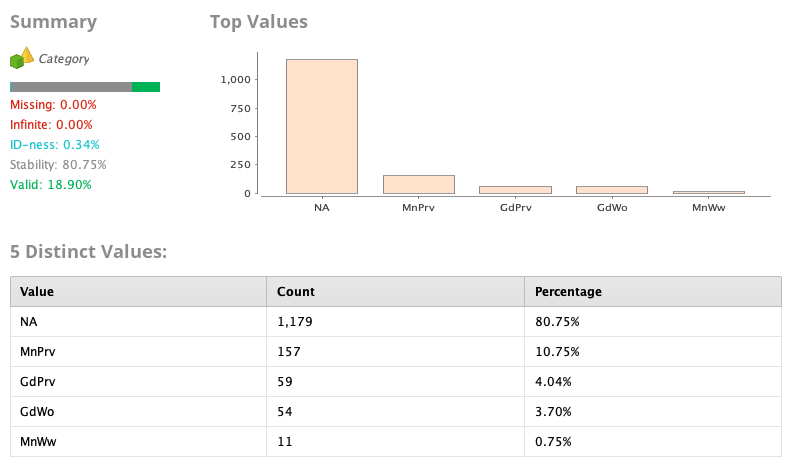 Summary
Category
Missing: 0.00%
Infinite: 0.00%
ID-ness: 0.34%
Stability: 80.75%
Valid: 18.90%
Top Values
1,000
750
500
250
0
NA MnPrv GdPrv GdWo MnWw
5 Distinct Values:
Value Count Percentage
NA 1,179 80.75%
MnPrv 157 10.75%
GdPrv 59 4.04%
GdWo 54 3.70%
MnWw 11 0.75%